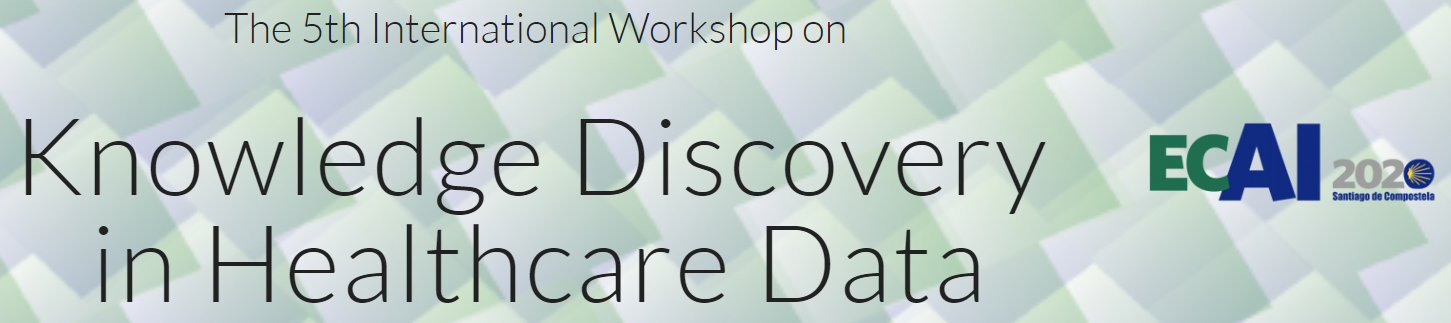 The 5th International Workshop on
Knowledge Discovery
in Healthcare Data
ECAI 2020
Santiago de Compostela